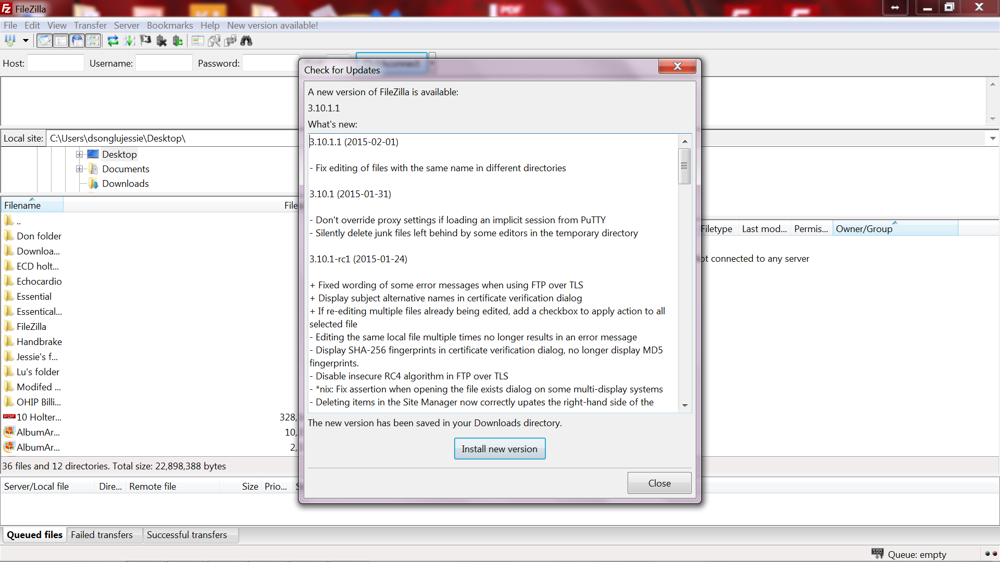 FileZilla
File Edit View Transfer Server Bookmarks Help New version available!
Host: Username: Password:
Check for Updates
A new version of FileZilla is available:
3.10.1.1
What's new:
3.10.1.1 (2015-02-01)
- Fix editing of files with the same name in different directories
3.10.1 (2015-01-31)
- Don't override proxy settings if loading an implicit session from PuTTY
- Silently delete junk files left behind by some editors in the temporary directory
3.10.1-rc1 (2015-01-24)
+ Fixed wording of some error messages when using FTP over TLS
+ Display subject alternative names in certificate verification dialog
+ If re-editing multiple files already being edited, add a checkbox to apply action to all
selected file
- Editing the same local file multiple times no longer results in an error message
- Display SHA-256 fingerprints in certificate verification dialog, no longer display MD5
fingerprints.
- Disable insecure RC4 algorithm in FTP over TLS
- *nix: Fix assertion when opening the file exists dialog on some multi-display systems
- Deleting items in the Site Manager now correctly upates the right-hand side of the
The new version has been saved in your Downloads directory.
Install new version
Close
Local site: C:\Users\dsonglujessie\Desktop\
Desktop
Documents
Downloads
Filename File
..
Don folder
Downloa...
ECD holt...
Echocardio
Essential
Essentical...
FileZilla
Handbrake
Jessie's f...
Lu's folder
Modifed ...
OHIP Billi...
PDF 10 Holter... 328,
AlbumAr... 10,
AlbumAr... 2,
36 files and 12 directories. Total size: 22,898,388 bytes
Filetype Last mod... Permis... Owner/Group
ot connected to any server
Server/Local file Dire... Remote file Size Prio...
Queued files Failed transfers Successful transfers
Queue: empty